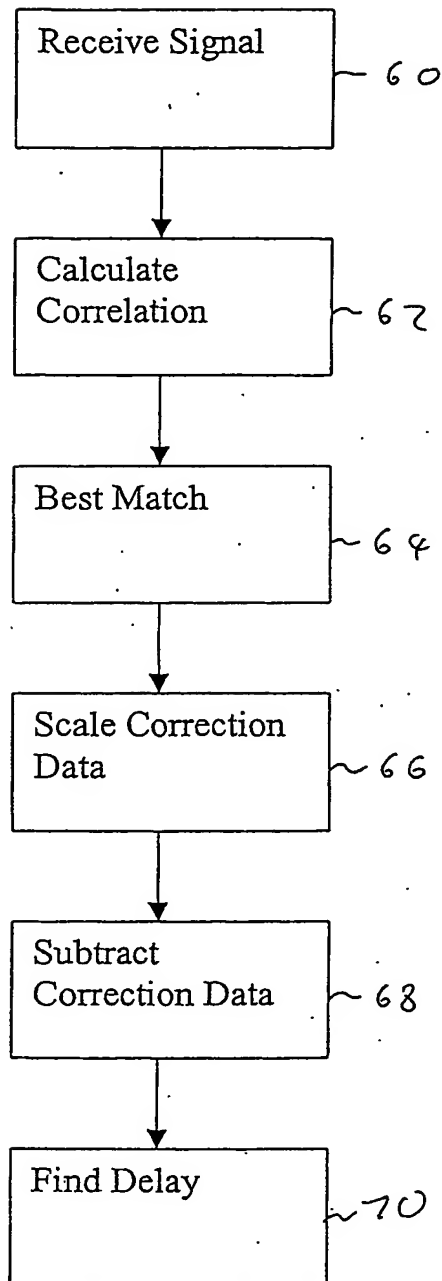 Receive Signal
60
Calculate
Correlation
62
Best Match
64
Scale Correction
Data
66
Subtract
Correction Data
68
Find Delay
70